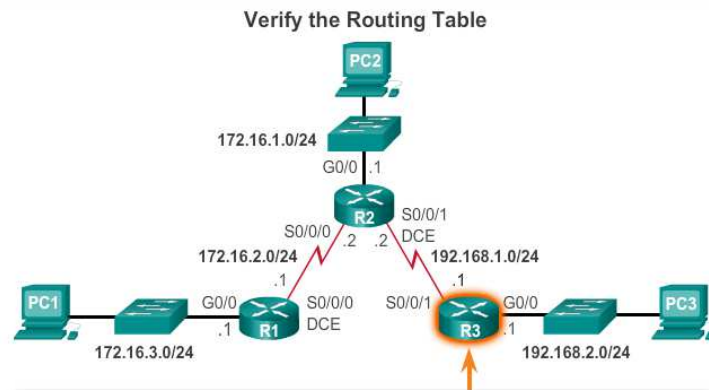 Verify the Routing Table
PC2
172.16.1.0/24
G0/0 .1
R2
S0/0/0
S0/0/1
DCE
.2 .2
172.16.2.0/24
192.168.1.0/24
.1
.1
PC1
G0/0
.1
S0/0/0
DCE
R1
172.16.3.0/24
S0/0/1
G0/0
.1
R3
PC3
192.168.2.0/24